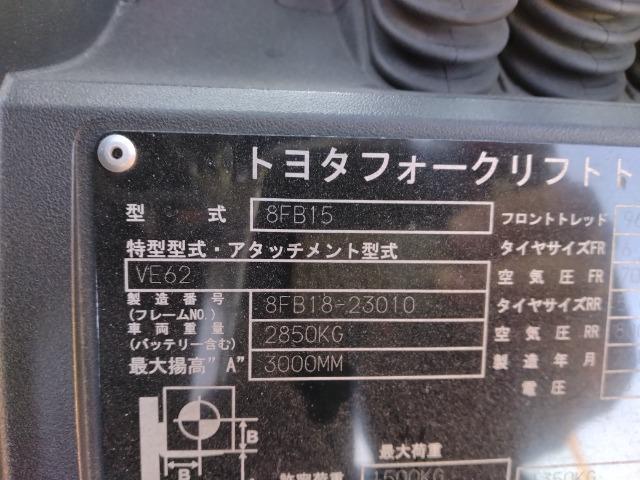 トヨタフォークリフト
型式 8FB15 フロントトレッド
特型型式・アタッチメント型式 タイヤサイズFR
VE62 空気圧 FR
製造番号 (フレームNO.) 8FB18-23010 タイヤサイズRR
車両重量 (バッテリー含む) 2850KG 空気圧 RR
最大揚高"A" 3000MM 製造年月
電圧
B
最大荷重
B
許容荷重 1500KG 1350KG